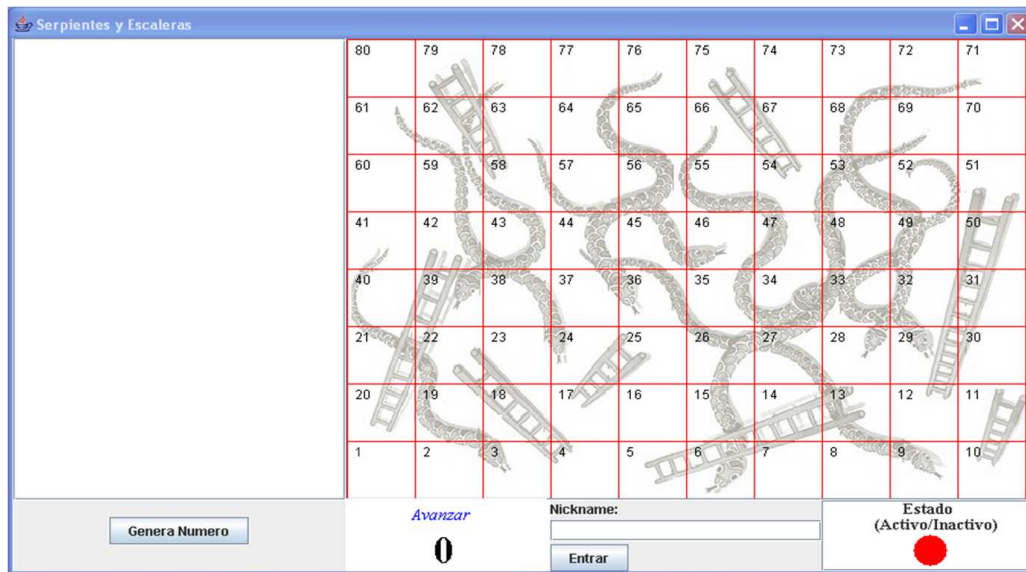 Serpientes y Escaleras
80 79 78 77 76 75 74 73 72 71
61 62 63 64 65 66 67 68 69 70
60 59 58 57 56 55 54 53 52 51
41 42 43 44 45 46 47 48 49 50
40 39 38 37 36 35 34 33 32 31
21 22 23 24 25 26 27 28 29 30
20 19 18 17 16 15 14 13 12 11
1 2 3 4 5 6 7 8 9 10
Genera Numero
Avanzar
0
Nickname:
Entrar
Estado
(Activo/Inactivo)